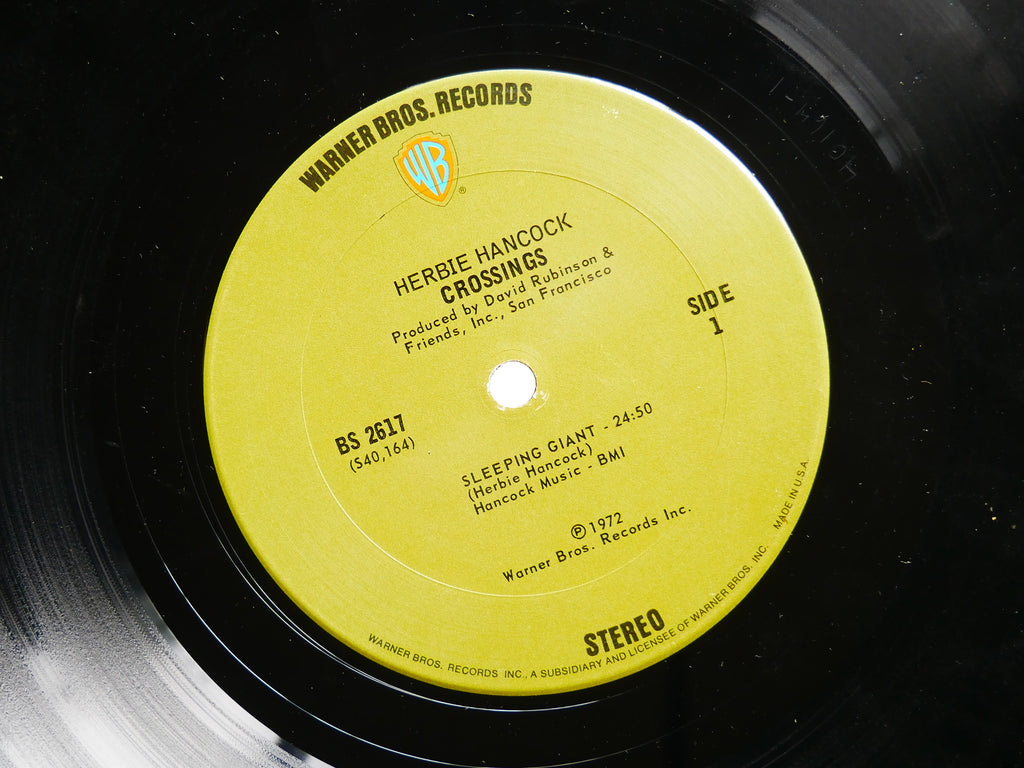 WARNER BROS. RECORDS
WB
®
HERBIE HANCOCK
CROSSINGS
Produced by David Rubinson &
Friends, Inc., San Francisco
SIDE
1
BS 2617
(S40,164)
SLEEPING GIANT - 24:50
(Herbie Hancock)
Hancock Music - BMI
℗ 1972
Warner Bros. Records Inc.
STEREO
WARNER BROS. RECORDS INC., A SUBSIDIARY AND LICENSEE OF WARNER BROS. INC. MADE IN U.S.A.